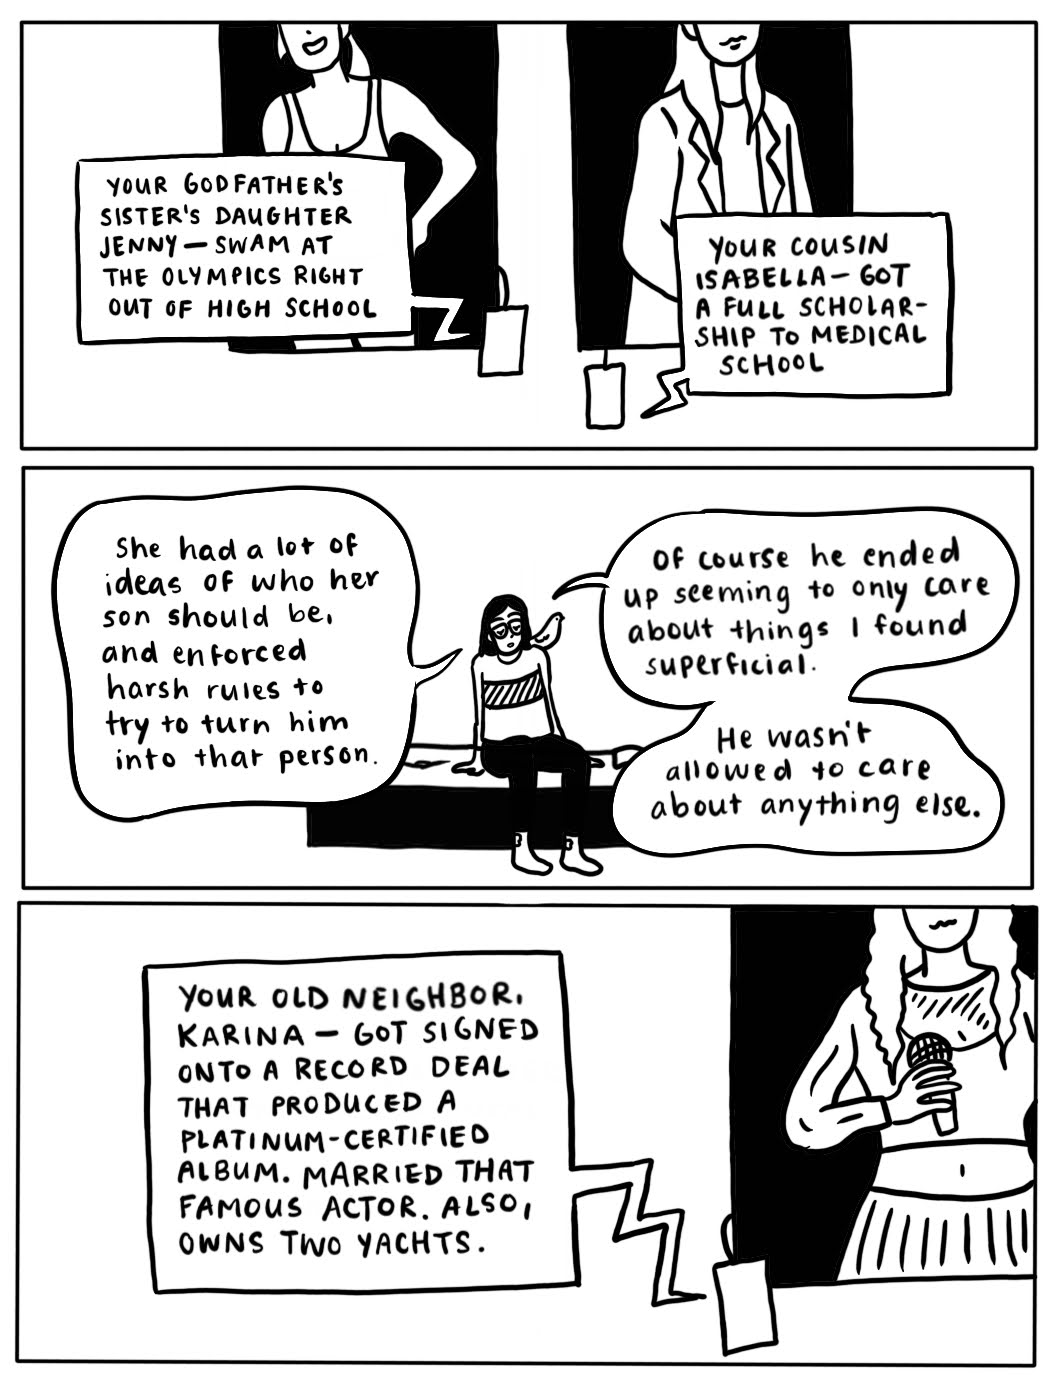 YOUR GODFATHER'S
SISTER'S DAUGHTER
JENNY — SWAM AT
THE OLYMPICS RIGHT
OUT OF HIGH SCHOOL
YOUR COUSIN
ISABELLA — GOT
A FULL SCHOLAR-
SHIP TO MEDICAL
SCHOOL
She had a lot of
ideas of who her
son should be,
and enforced
harsh rules to
try to turn him
into that person.
Of course he ended
up seeming to only care
about things I found
superficial.
He wasn't
allowed to care
about anything else.
YOUR OLD NEIGHBOR,
KARINA — GOT SIGNED
ONTO A RECORD DEAL
THAT PRODUCED A
PLATINUM-CERTIFIED
ALBUM. MARRIED THAT
FAMOUS ACTOR. ALSO,
OWNS TWO YACHTS.